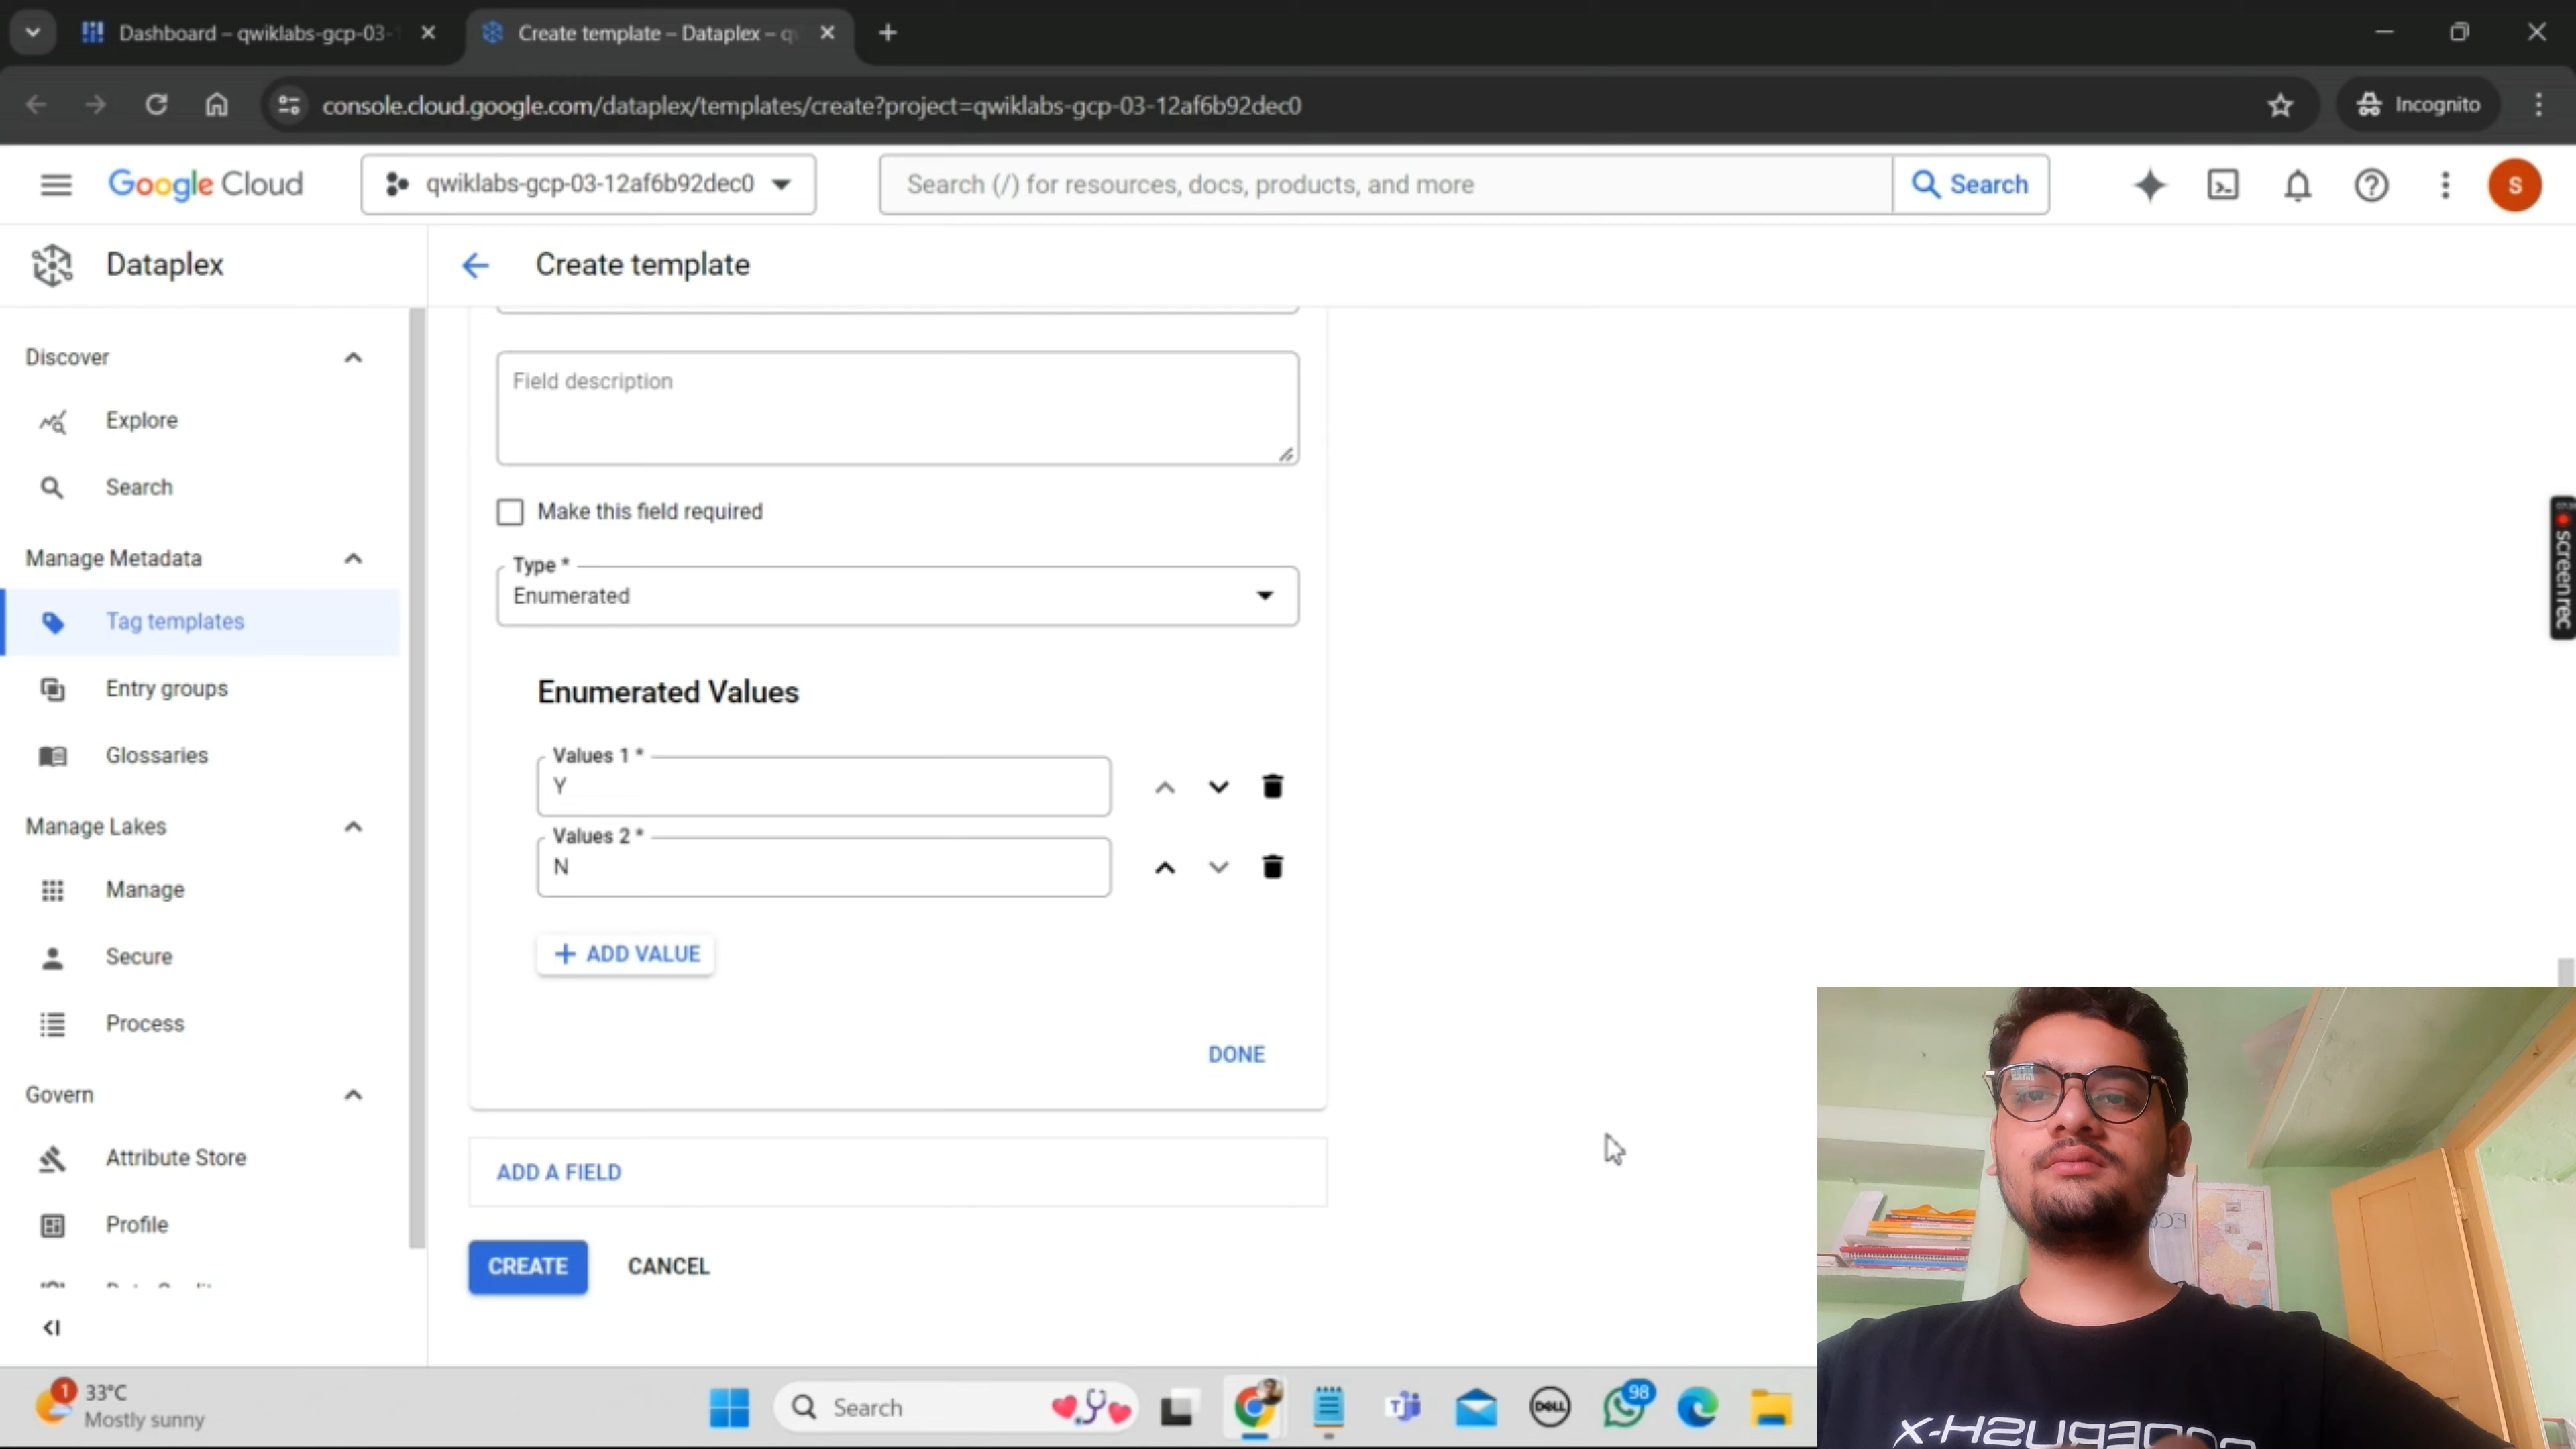 Dashboard – qwiklabs-gcp-03-
Create template – Dataplex – q
console.cloud.google.com/dataplex/templates/create?project=qwiklabs-gcp-03-12af6b92dec0
Incognito
Google Cloud
qwiklabs-gcp-03-12af6b92dec0
Search (/) for resources, docs, products, and more
Search
S
Dataplex
Create template
Discover
Explore
Search
Manage Metadata
Tag templates
Entry groups
Glossaries
Manage Lakes
Manage
Secure
Process
Govern
Attribute Store
Profile
Field description
Make this field required
Type *
Enumerated
Enumerated Values
Values 1 *
Y
Values 2 *
N
ADD VALUE
DONE
ADD A FIELD
CREATE
CANCEL
screenrec
1
33°C
Mostly sunny
Search
DELL
98